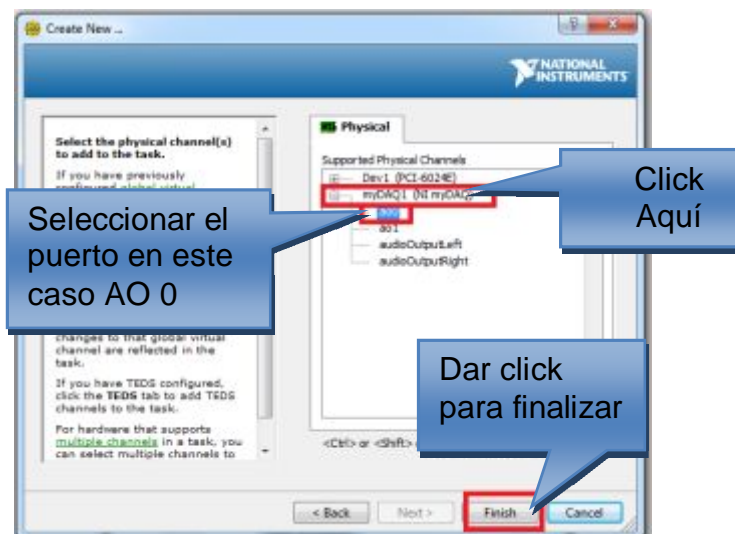 Create New ...
NATIONAL
INSTRUMENTS
Select the physical channel(s)
to add to the task.
If you have previously
configured global virtual
changes to that global virtual
channel are reflected in the
task.
If you have TEDS configured,
click the TEDS tab to add TEDS
channels to the task.
For hardware that supports
multiple channels in a task, you
can select multiple channels to
Physical
Supported Physical Channels
Dev1 (PCI-6024E)
myDAQ1 (NI myDAQ)
ao0
ao1
audioOutputLeft
audioOutputRight
<Ctrl> or <Shift>
Seleccionar el
puerto en este
caso AO 0
Click
Aquí
Dar click
para finalizar
< Back
Next >
Finish
Cancel